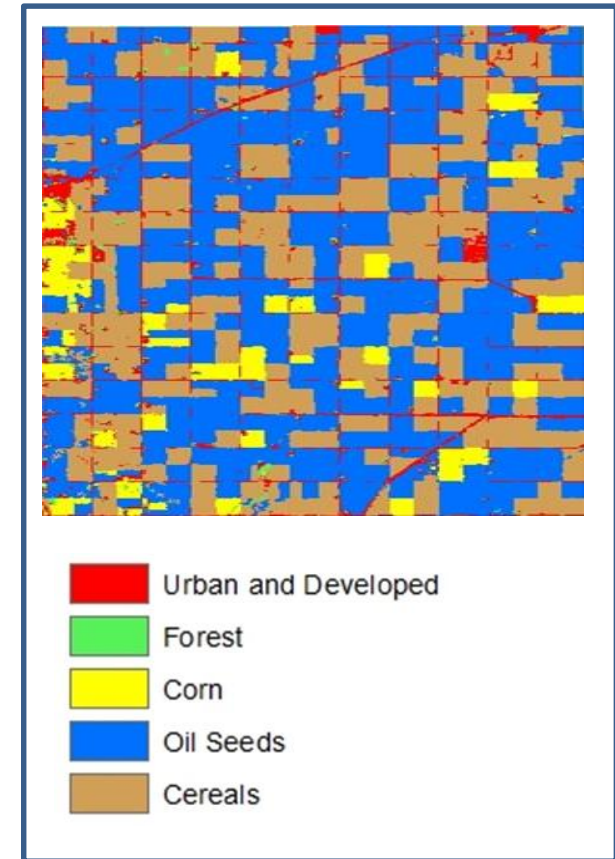 Urban and Developed
Forest
Corn
Oil Seeds
Cereals